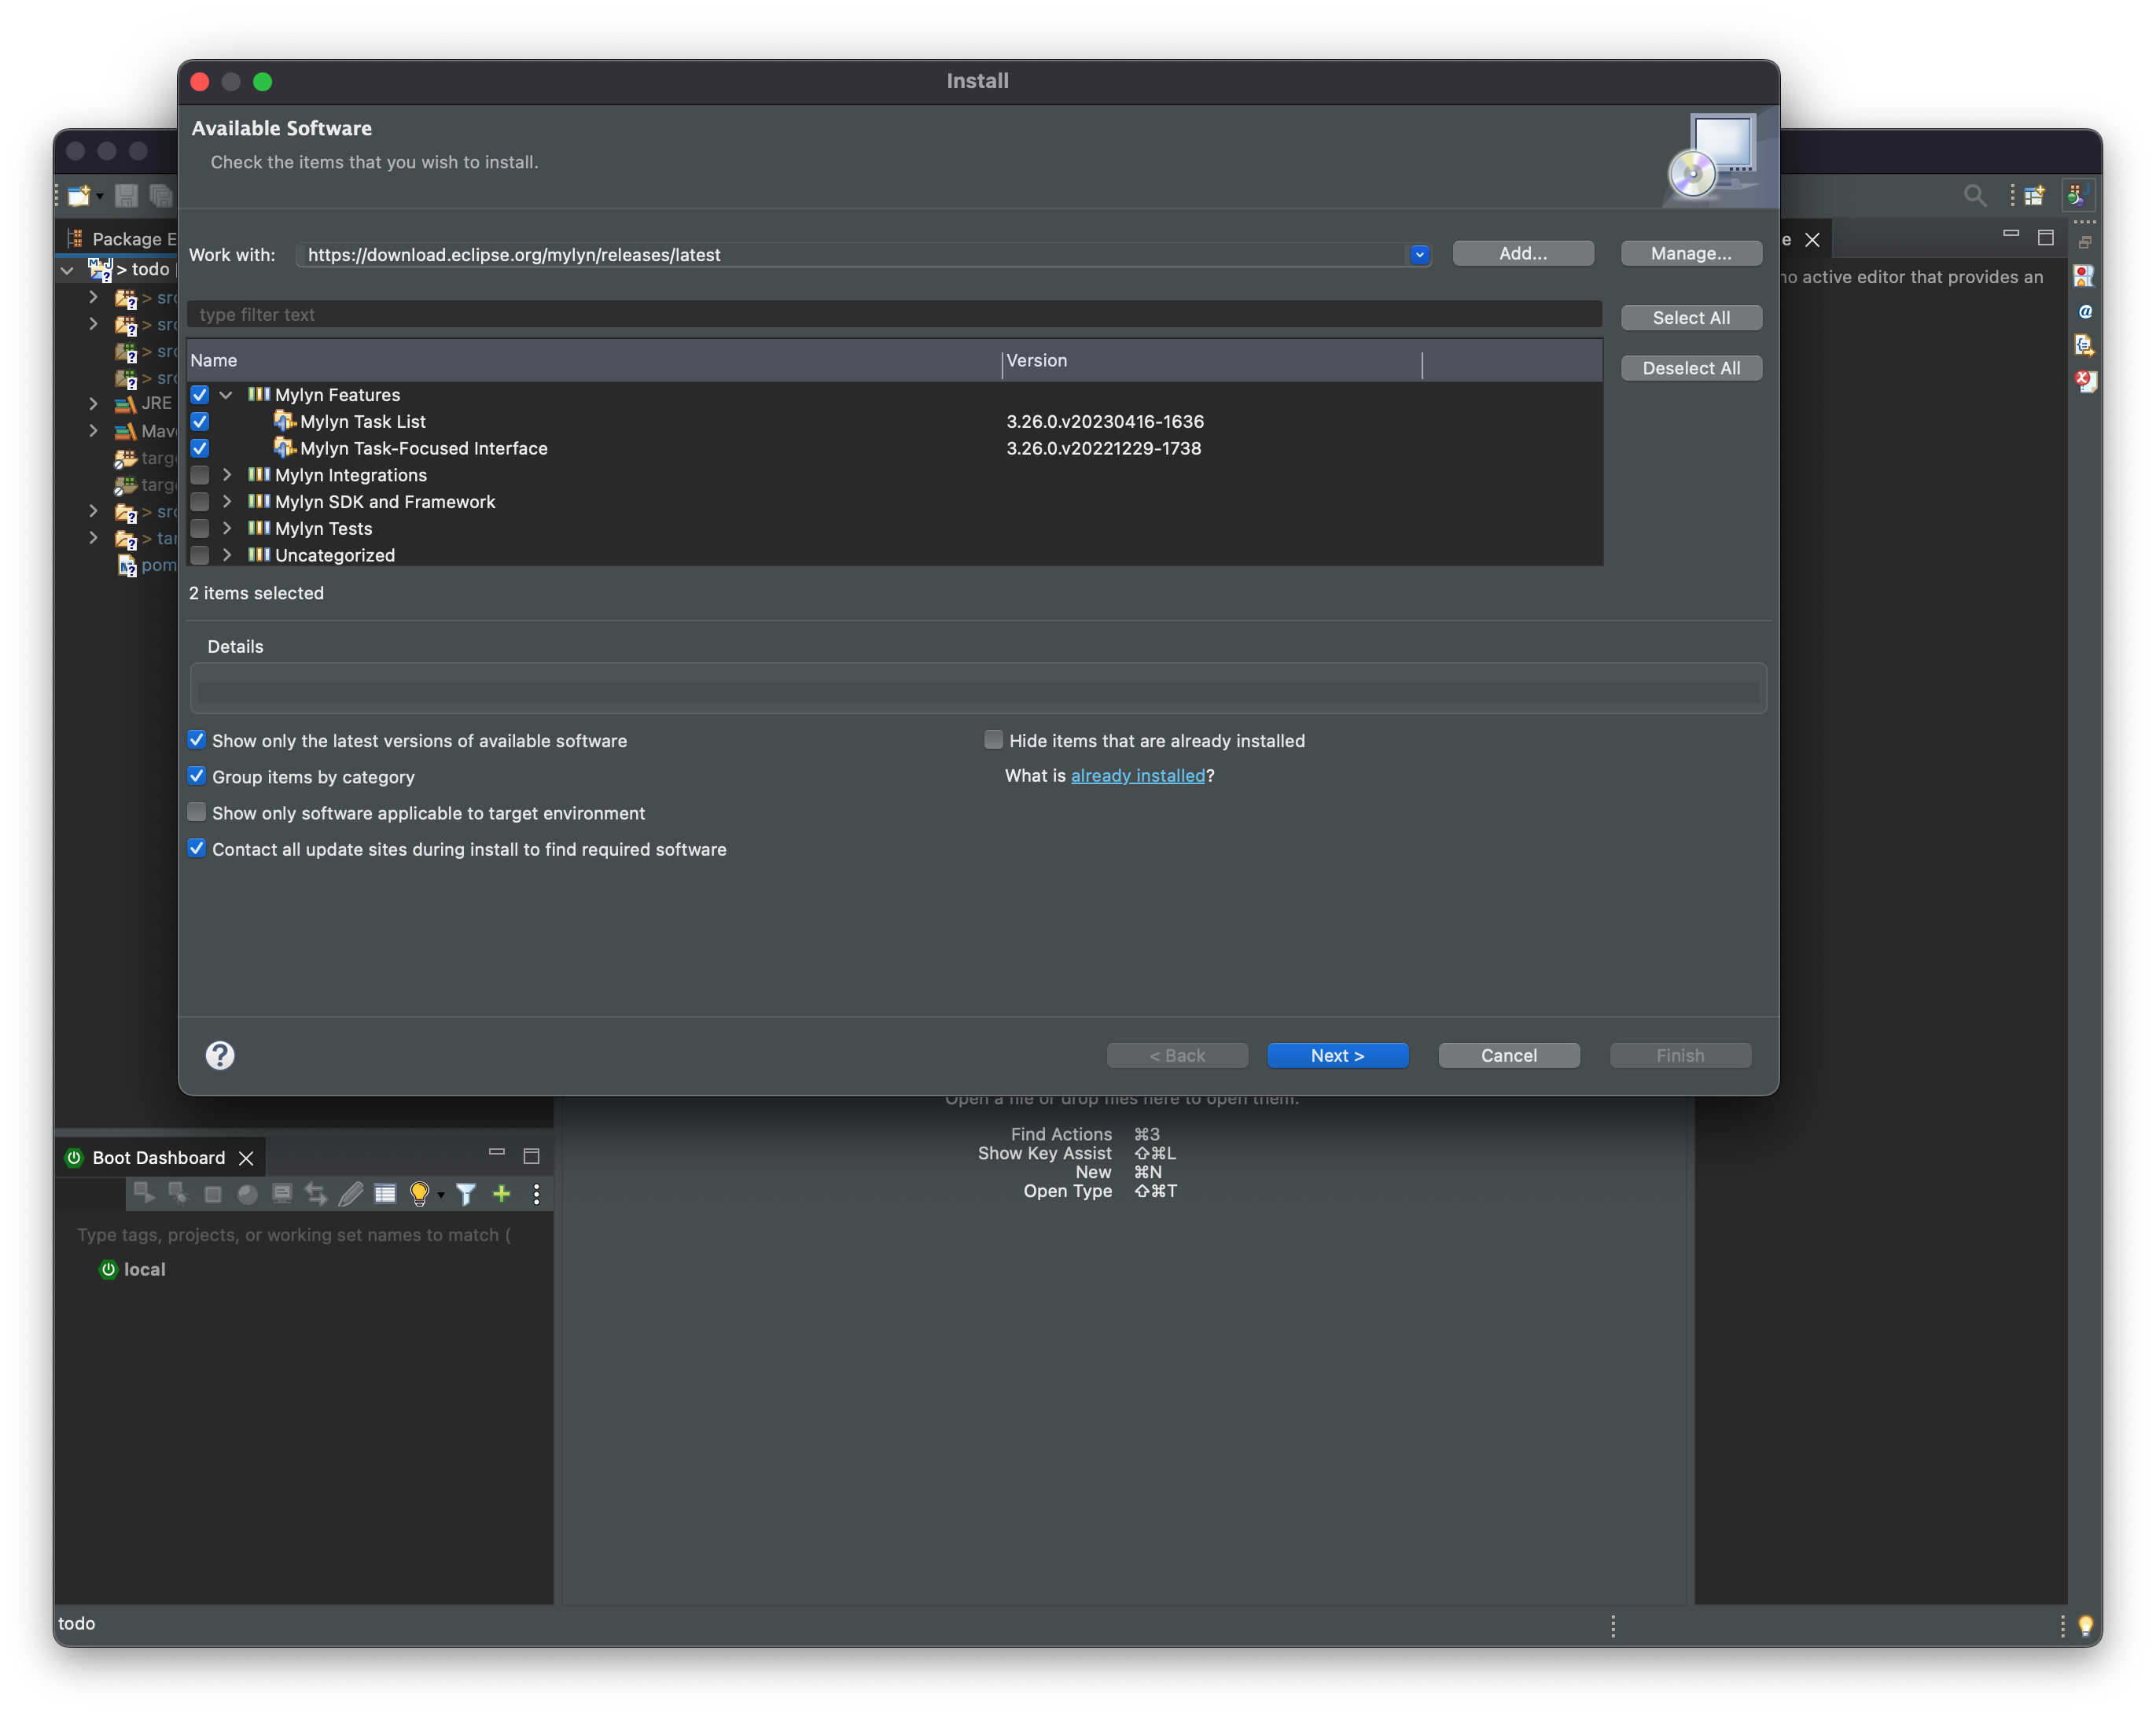 Install
Available Software
Check the items that you wish to install.
Work with: https://download.eclipse.org/mylyn/releases/latest
Add...
Manage...
type filter text
Select All
Deselect All
Name Version
Mylyn Features
Mylyn Task List 3.26.0.v20230416-1636
Mylyn Task-Focused Interface 3.26.0.v20221229-1738
Mylyn Integrations
Mylyn SDK and Framework
Mylyn Tests
Uncategorized
2 items selected
Details
Show only the latest versions of available software
Hide items that are already installed
Group items by category
What is already installed?
Show only software applicable to target environment
Contact all update sites during install to find required software
< Back
Next >
Cancel
Finish
Package E
> todo
> src
> src
> src
> src
JRE
Mave
targe
targe
> src
> tar
pom
e
no active editor that provides an
Open a file or drop files here to open them.
Find Actions ⌘3
Show Key Assist ⇧⌘L
New ⌘N
Open Type ⇧⌘T
Boot Dashboard
Type tags, projects, or working set names to match (
local
todo